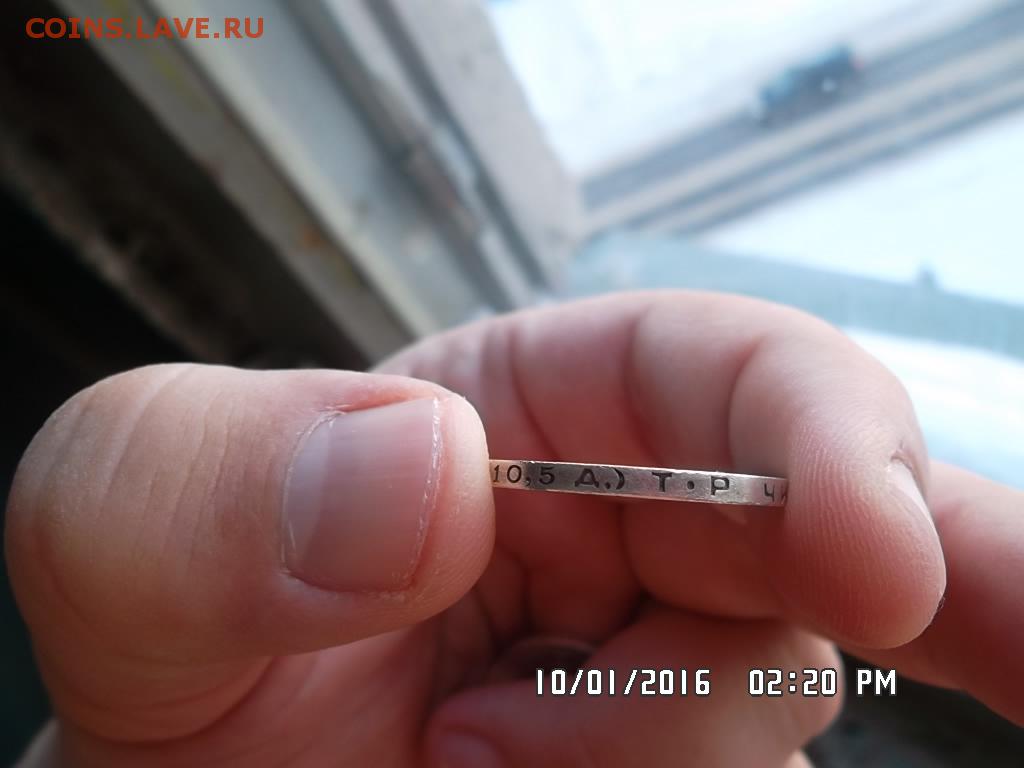 COINS.LAVE.RU
10,5 Д.) Т·Р
10/01/2016 02:20 PM